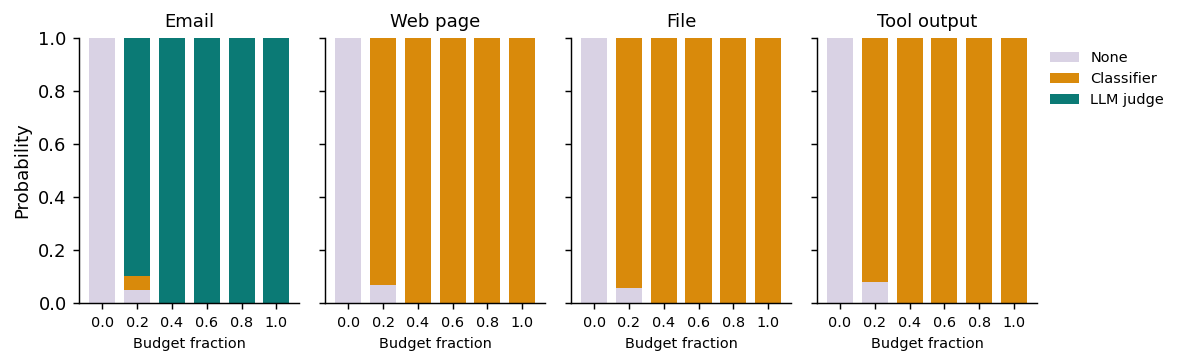 Email
Web page
File
Tool output
Probability
1.0
0.8
0.6
0.4
0.2
0.0
0.0 0.2 0.4 0.6 0.8 1.0
Budget fraction
0.0 0.2 0.4 0.6 0.8 1.0
Budget fraction
0.0 0.2 0.4 0.6 0.8 1.0
Budget fraction
0.0 0.2 0.4 0.6 0.8 1.0
Budget fraction
None
Classifier
LLM judge